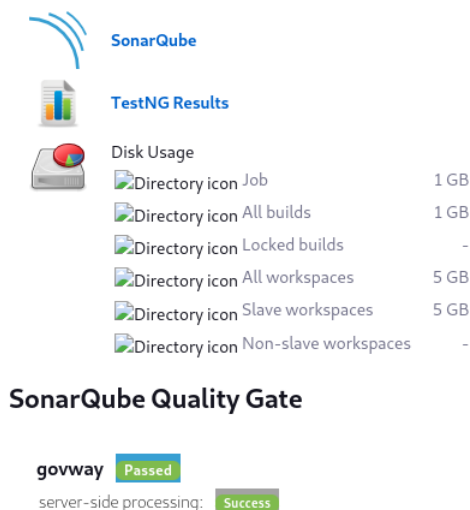 SonarQube
TestNG Results
Disk Usage
Directory icon Job 1 GB
Directory icon All builds 1 GB
Directory icon Locked builds -
Directory icon All workspaces 5 GB
Directory icon Slave workspaces 5 GB
Directory icon Non-slave workspaces -
SonarQube Quality Gate
govway Passed
server-side processing: Success